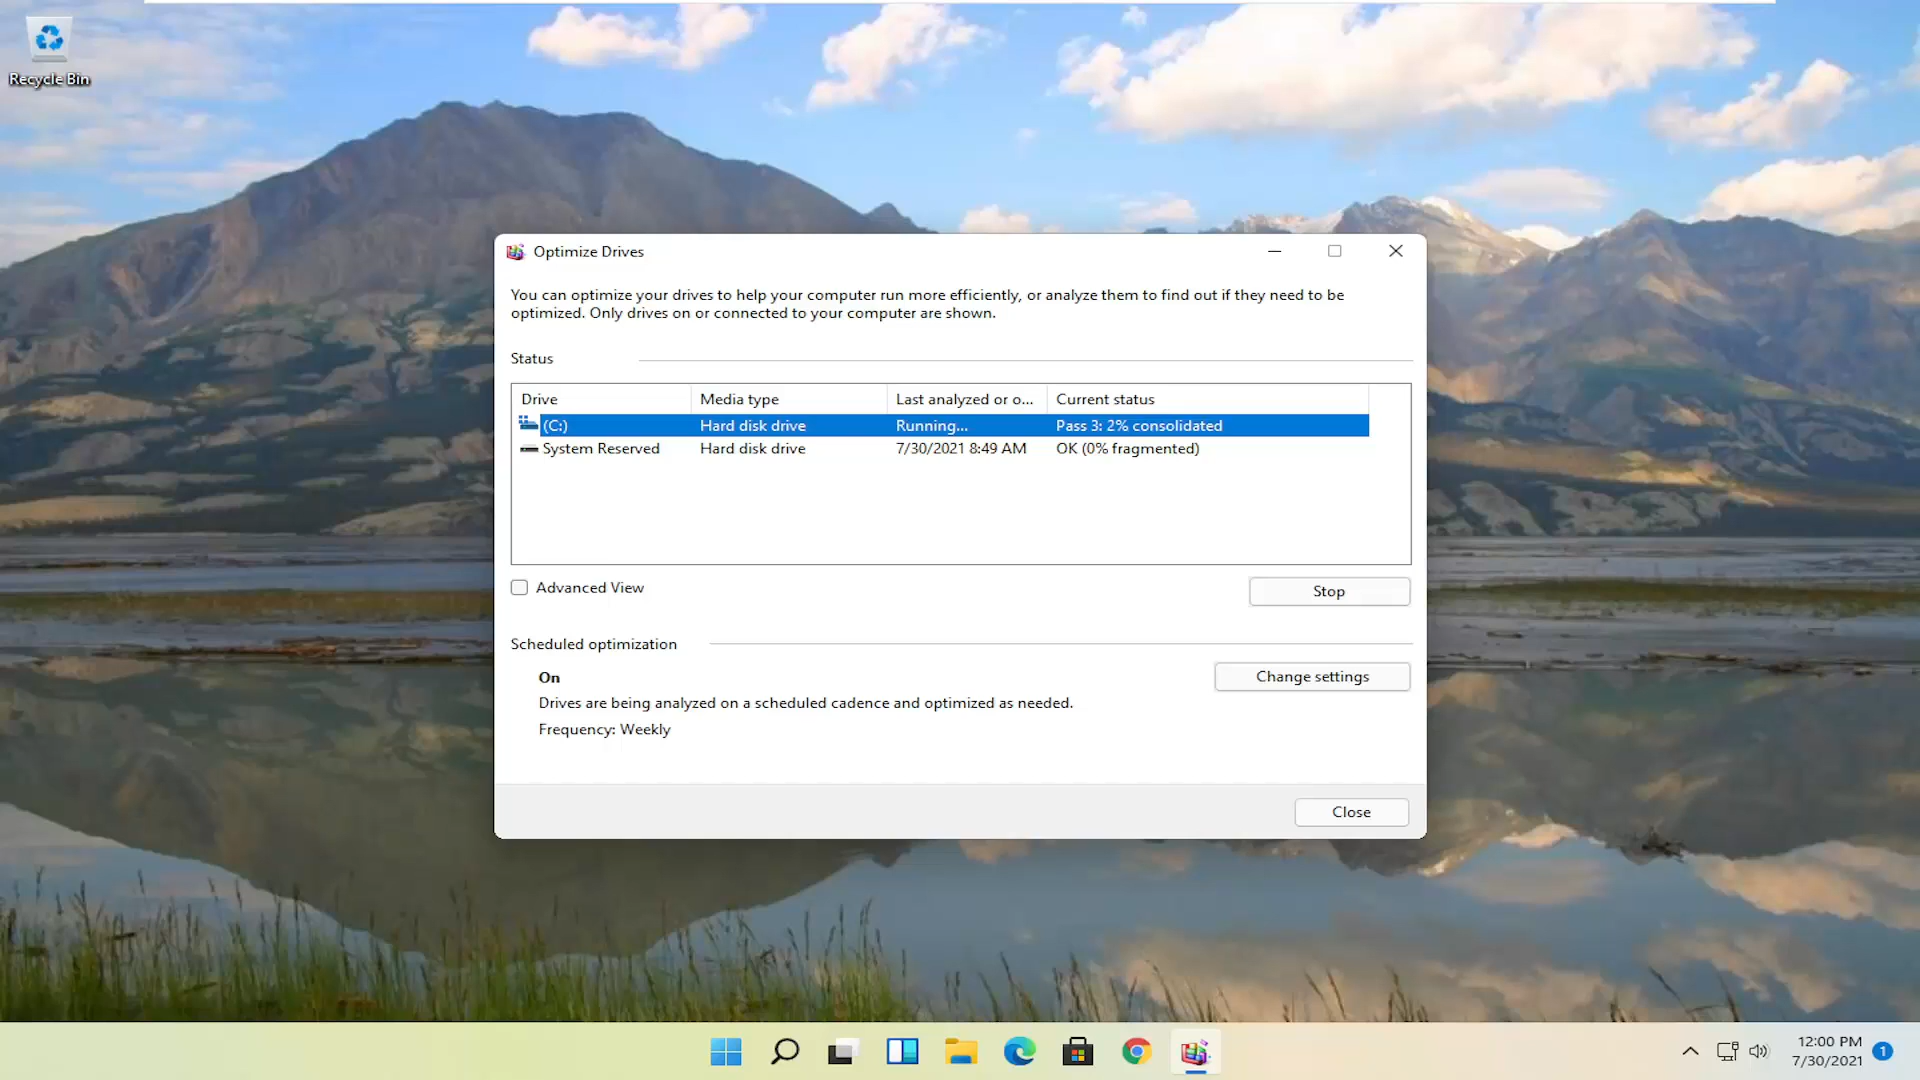 Recycle Bin
Optimize Drives
You can optimize your drives to help your computer run more efficiently, or analyze them to find out if they need to be
optimized. Only drives on or connected to your computer are shown.
Status
Drive Media type Last analyzed or o... Current status
(C:) Hard disk drive Running... Pass 3: 2% consolidated
System Reserved Hard disk drive 7/30/2021 8:49 AM OK (0% fragmented)
Advanced View
Stop
Scheduled optimization
On
Change settings
Drives are being analyzed on a scheduled cadence and optimized as needed.
Frequency: Weekly
Close
12:00 PM
7/30/2021
1